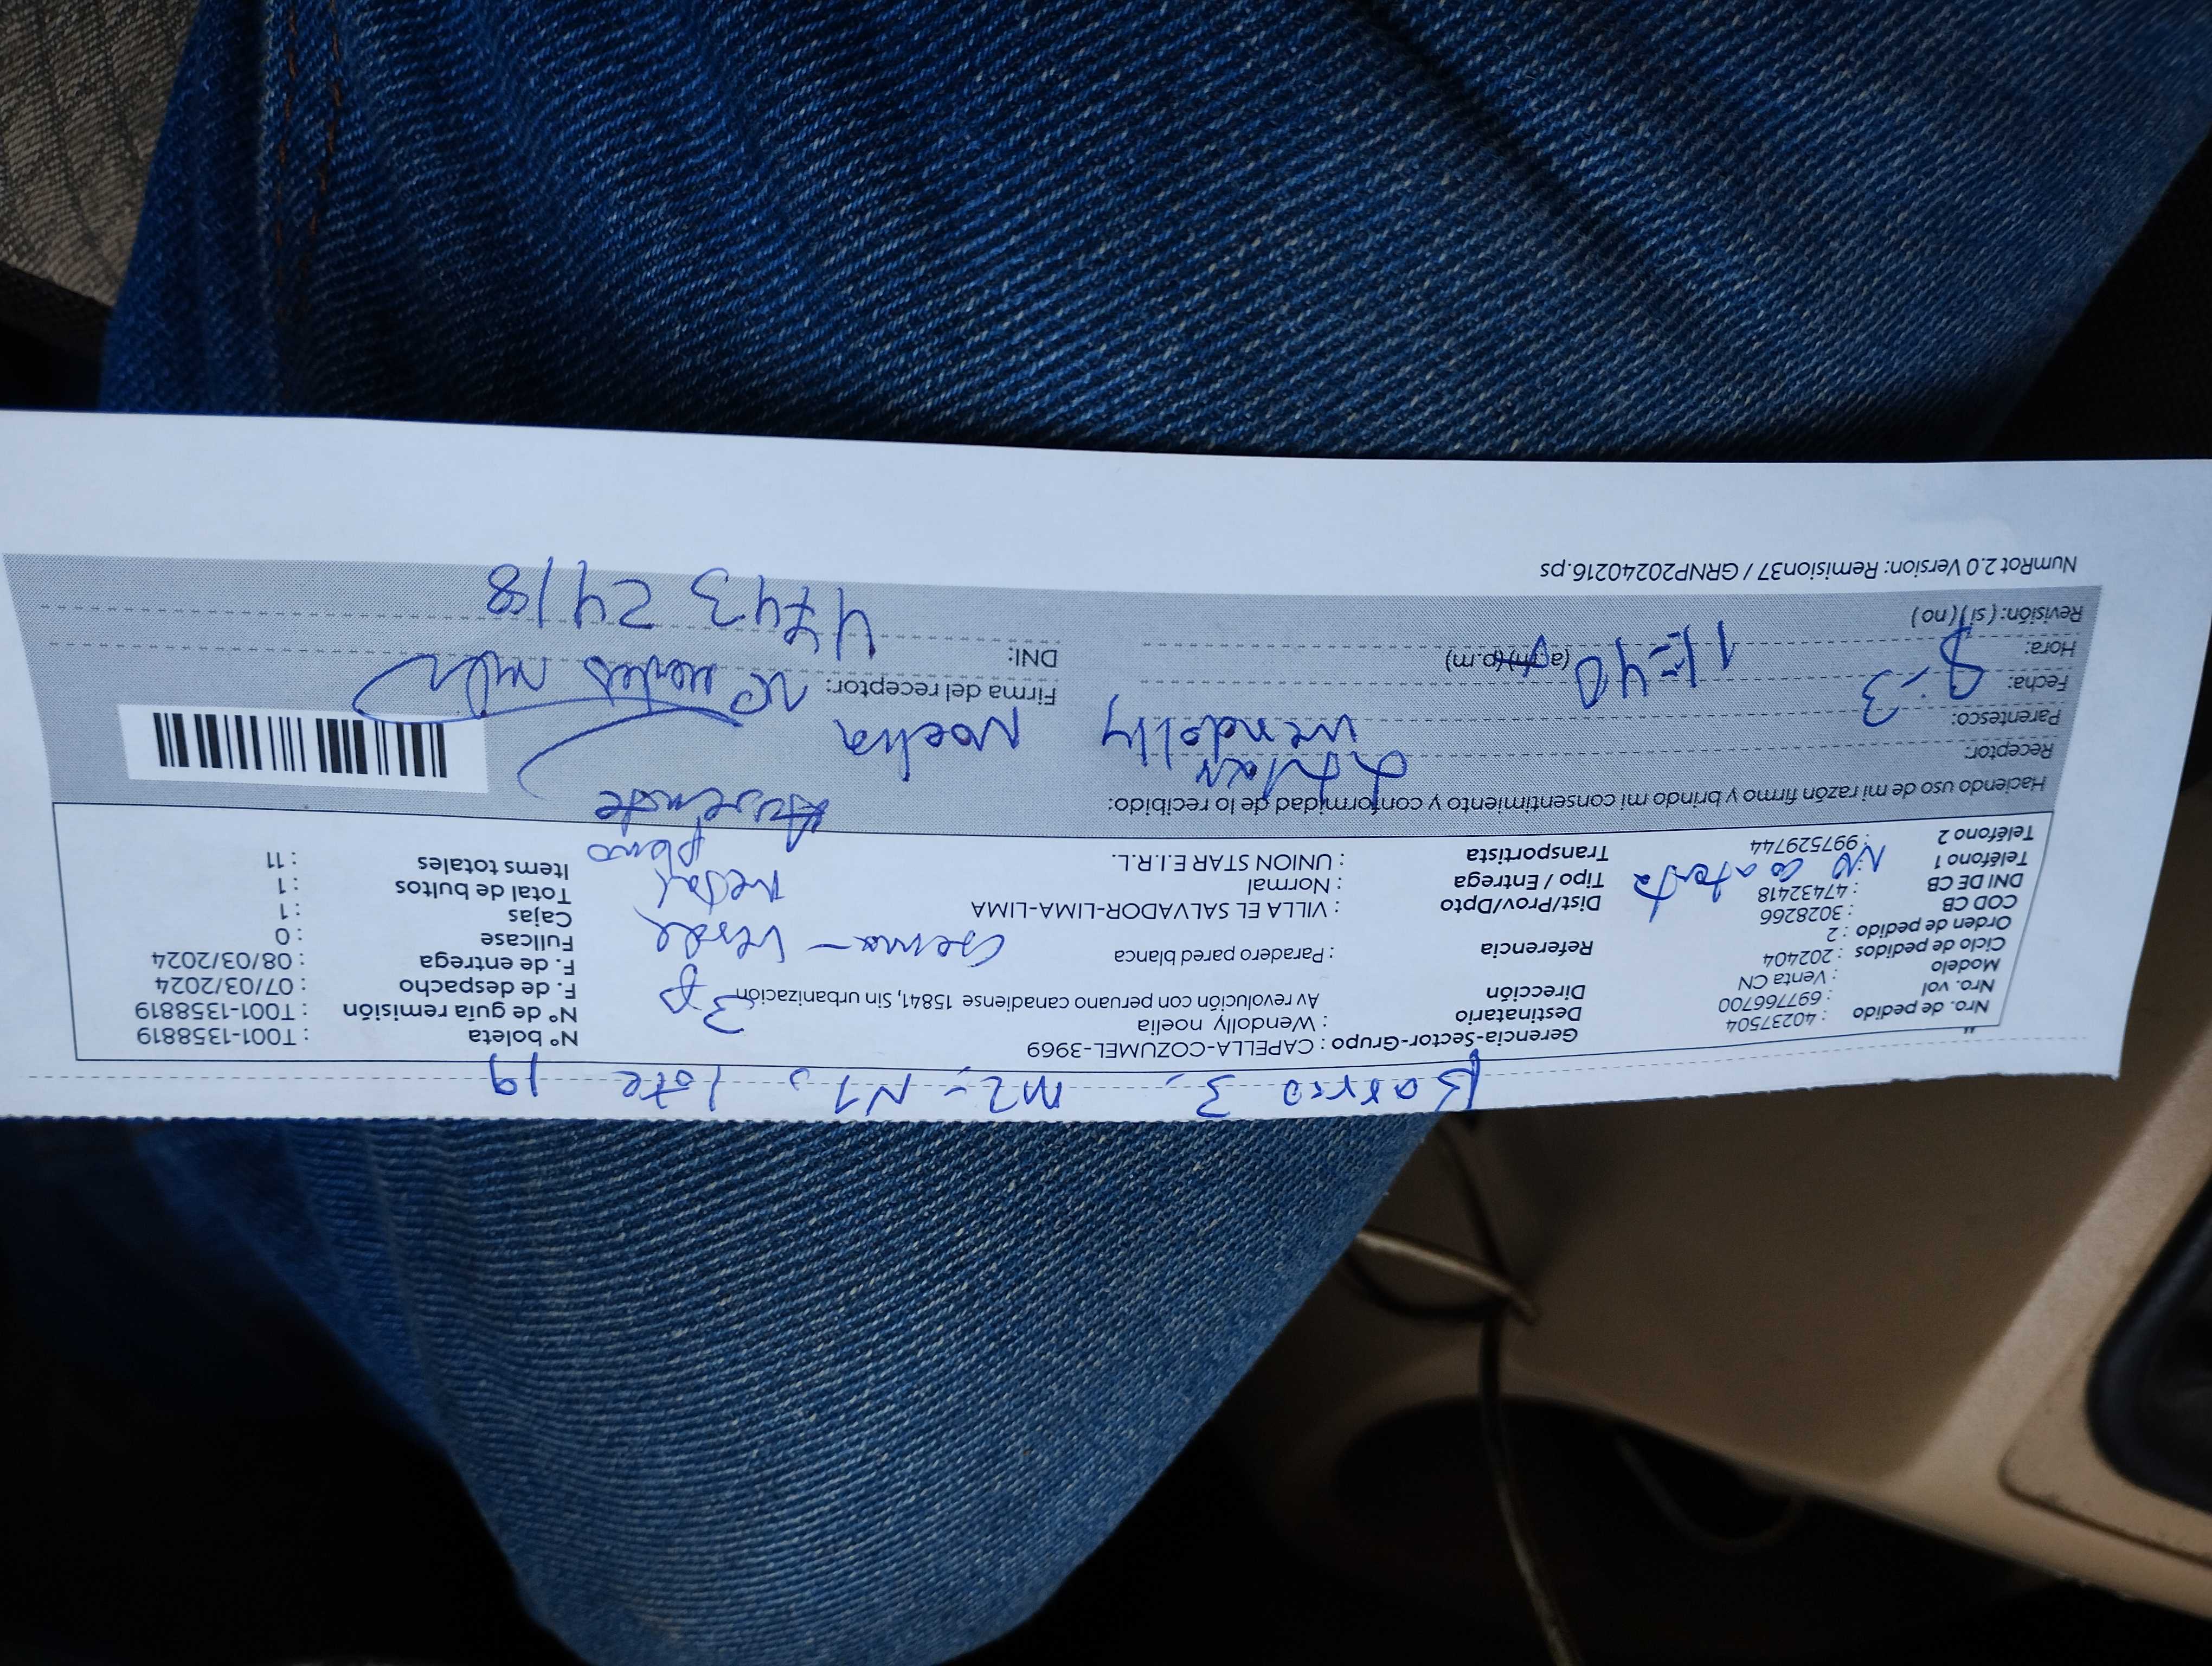 Barrio 3. MZ- N1, lote 19
Nro. de pedido : 40237504
Nro. vol : 697766700
Modelo : Venta CN
Ciclo de pedidos : 202404
Orden de pedido : 2
COD CB : 3028266
DNI DE CB : 47432418
Teléfono 1 : 997529744
No contesta
Teléfono 2
Gerencia-Sector-Grupo : CAPELLA-COZUMEL-3969
Destinatario : Wendolly noelia
Dirección : Av revolución con peruano canadiense 15841, Sin urbanización
Referencia : Paradero pared blanca
Dist/Prov/Dpto : VILLA EL SALVADOR-LIMA-LIMA
Tipo / Entrega : Normal
Transportista : UNION STAR E.I.R.L.
3p
Crema - Verde
Metal
plomo
N° boleta : T001-1358819
N° de guía remisión : T001-1358819
F. de despacho : 07/03/2024
F. de entrega : 08/03/2024
Fullcase : 0
Cajas : 1
Total de bultos : 1
Items totales : 11
Haciendo uso de mi razón firmo y brindo mi consentimiento y conformidad de lo recibido:
Receptor:
Parentesco: Wendolly Noelia
Fecha: 8-3
Hora: 11=40 (a.m)(p.m)
Revisión: ( si ) ( no )
Firma del receptor:
DNI: 47432418
NumRot 2.0 Version: Remision37 / GRNP20240216.ps